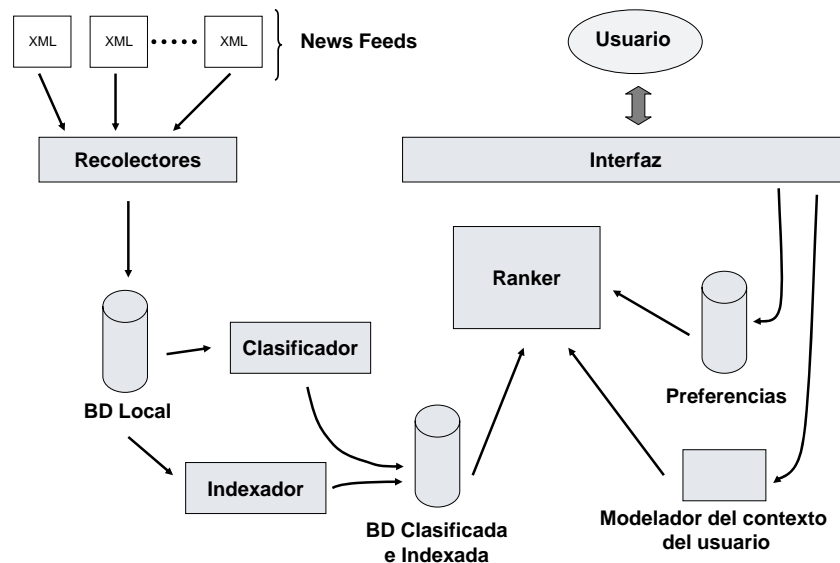 XML
XML
XML
News Feeds
Usuario
Recolectores
Interfaz
Ranker
Clasificador
BD Local
Preferencias
Indexador
BD Clasificada
e Indexada
Modelador del contexto
del usuario